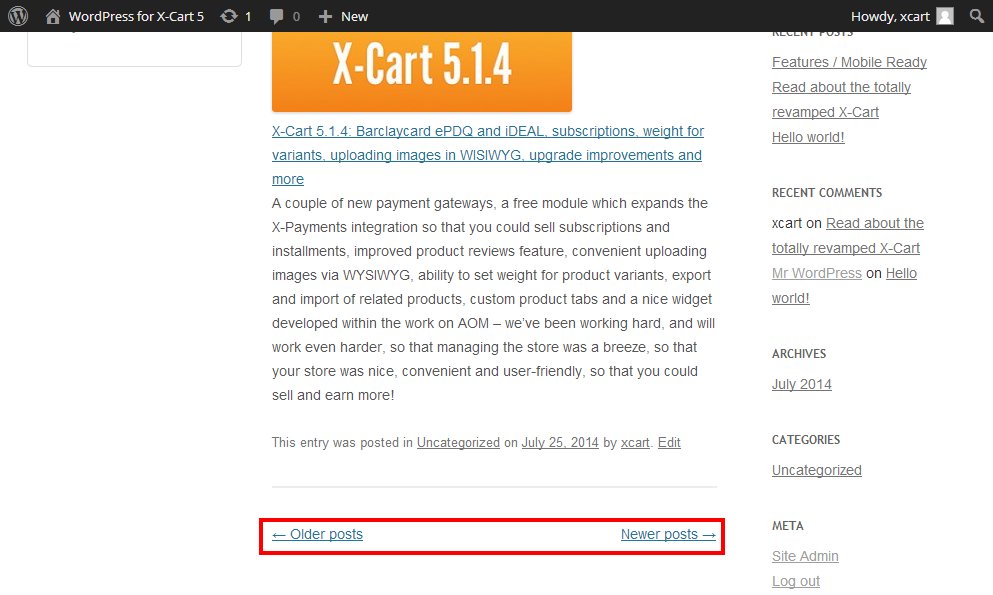 WordPress for X-Cart 5 1 0 New Howdy, xcart
X-Cart 5.1.4
X-Cart 5.1.4: Barclaycard ePDQ and iDEAL, subscriptions, weight for
variants, uploading images in WISIWYG, upgrade improvements and
more
A couple of new payment gateways, a free module which expands the
X-Payments integration so that you could sell subscriptions and
installments, improved product reviews feature, convenient uploading
images via WYSIWYG, ability to set weight for product variants, export
and import of related products, custom product tabs and a nice widget
developed within the work on AOM – we've been working hard, and will
work even harder, so that managing the store was a breeze, so that
your store was nice, convenient and user-friendly, so that you could
sell and earn more!
This entry was posted in Uncategorized on July 25, 2014 by xcart. Edit
← Older posts Newer posts →
RECENT POSTS
Features / Mobile Ready
Read about the totally
revamped X-Cart
Hello world!
RECENT COMMENTS
xcart on Read about the
totally revamped X-Cart
Mr WordPress on Hello
world!
ARCHIVES
July 2014
CATEGORIES
Uncategorized
META
Site Admin
Log out